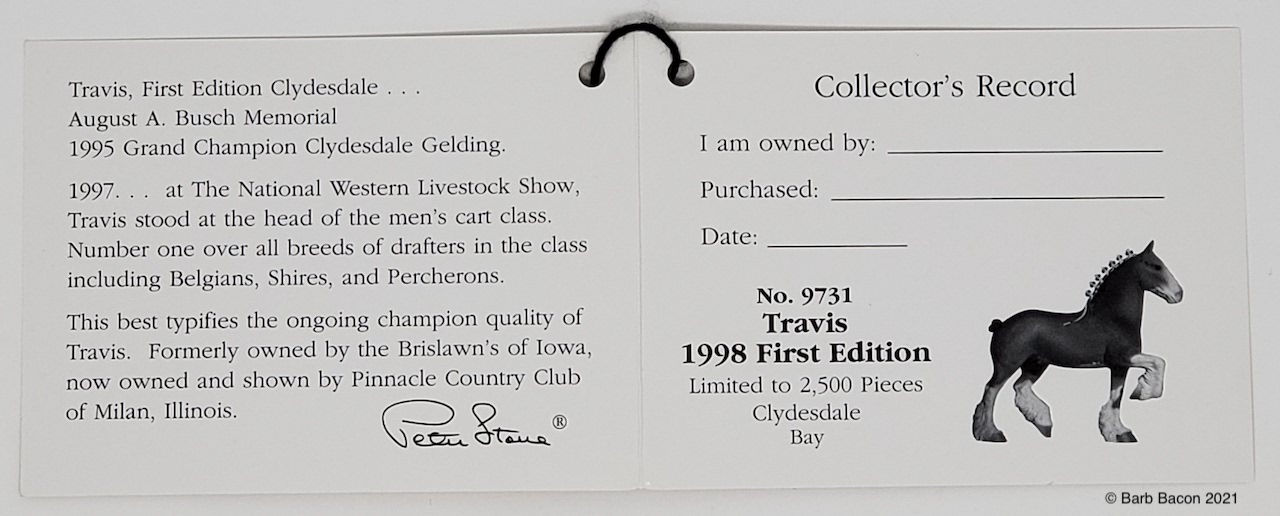 Travis, First Edition Clydesdale . . .
August A. Busch Memorial
1995 Grand Champion Clydesdale Gelding.
1997. . . at The National Western Livestock Show,
Travis stood at the head of the men's cart class.
Number one over all breeds of drafters in the class
including Belgians, Shires, and Percherons.
This best typifies the ongoing champion quality of
Travis. Formerly owned by the Brislawn's of Iowa,
now owned and shown by Pinnacle Country Club
of Milan, Illinois.
Peter Stone ®
Collector's Record
I am owned by:
Purchased:
Date:
No. 9731
Travis
1998 First Edition
Limited to 2,500 Pieces
Clydesdale
Bay
© Barb Bacon 2021